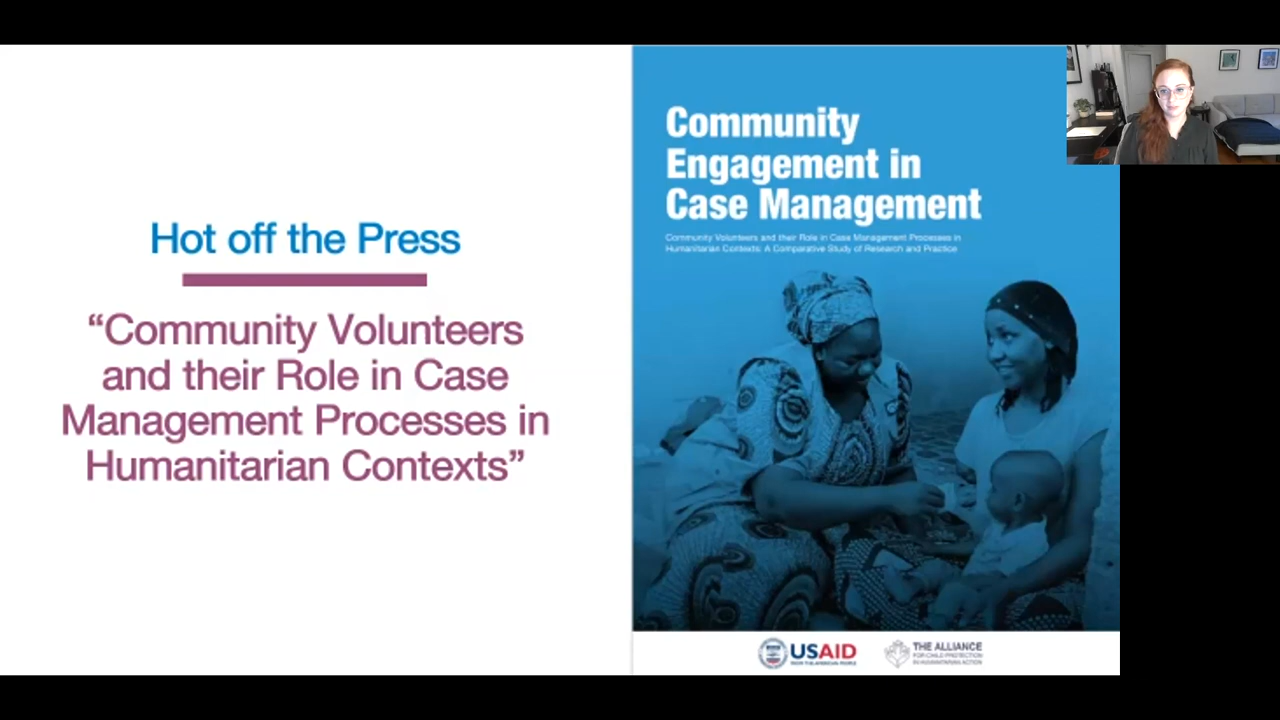 Hot off the Press
“Community Volunteers
and their Role in Case
Management Processes in
Humanitarian Contexts”
Community
Engagement in
Case Management
Community Volunteers and their Role in Case Management Processes in
Humanitarian Contexts: A Comparative Study of Research and Practice
USAID
FROM THE AMERICAN PEOPLE
THE ALLIANCE
FOR CHILD PROTECTION
IN HUMANITARIAN ACTION